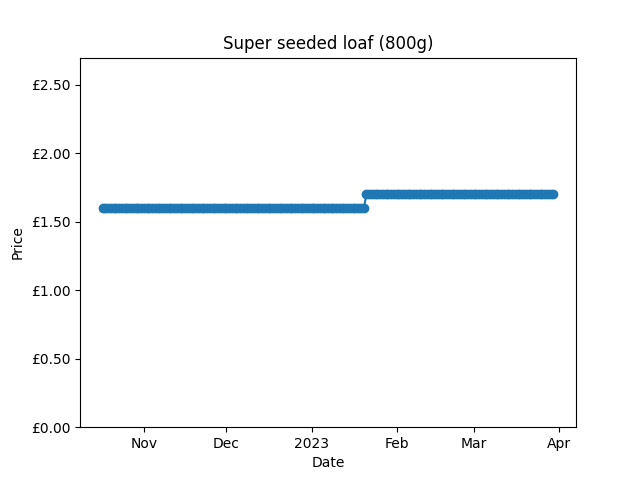 Super seeded loaf (800g)
£2.50
£2.00
£1.50
£1.00
£0.50
£0.00
Price
Nov Dec 2023 Feb Mar Apr
Date